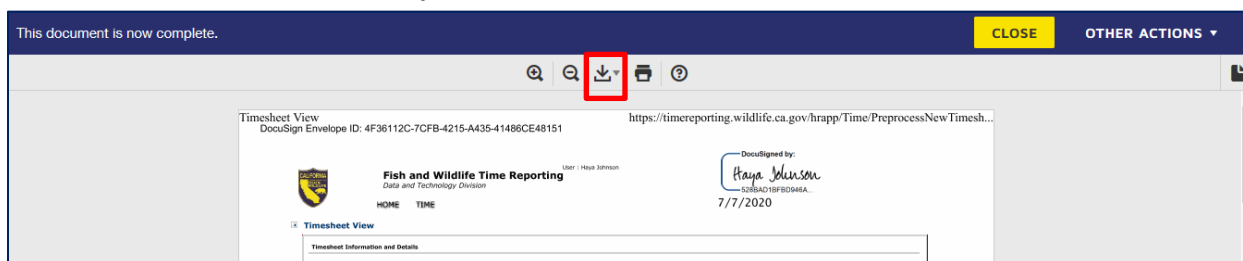 This document is now complete.
CLOSE
OTHER ACTIONS
Timesheet View
https://timereporting.wildlife.ca.gov/hrapp/Time/PreprocessNewTimesh...
DocuSign Envelope ID: 4F36112C-7CFB-4215-A435-41486CE48151
User : Haya Johnson
Fish and Wildlife Time Reporting
Data and Technology Division
HOME TIME
DocuSigned by:
Haya Johnson
528BAD1BFBD946A...
7/7/2020
Timesheet View
Timesheet Information and Details